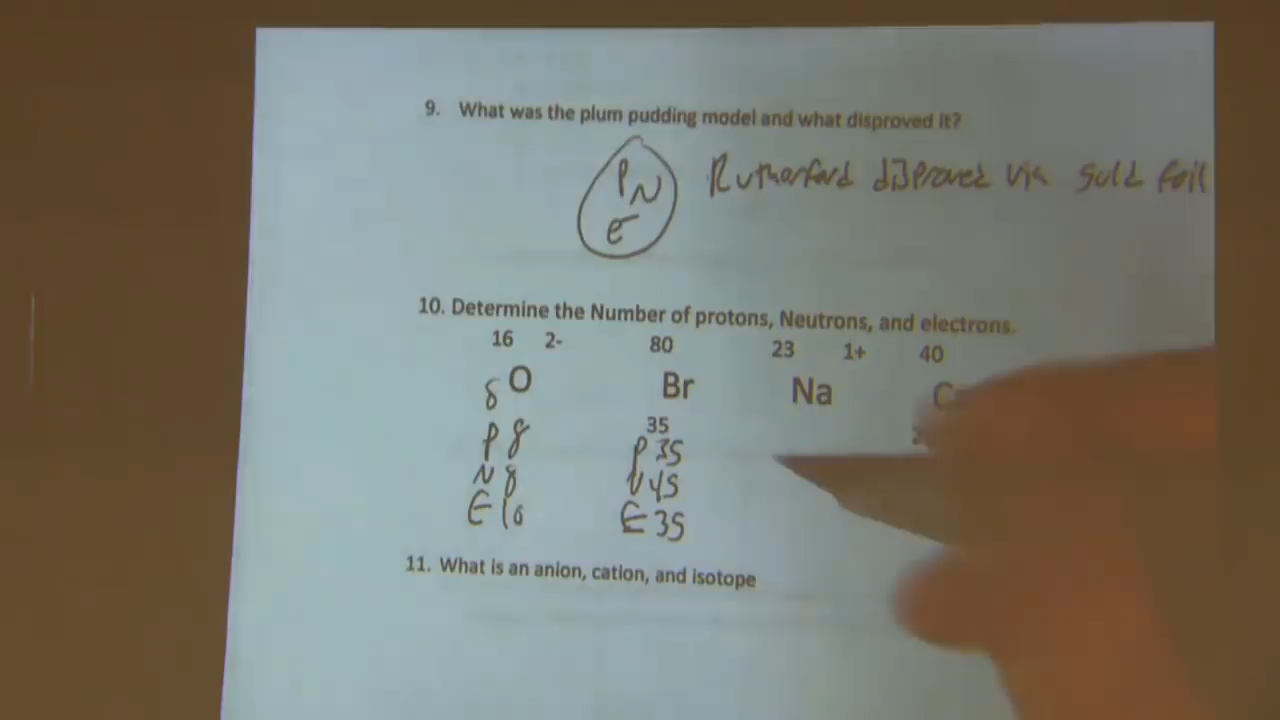 9. What was the plum pudding model and what disproved it?
P N Rutherford disproved via gold foil
e-
10. Determine the Number of protons, Neutrons, and electrons.
16 2- 80 23 1+ 40
8 O Br Na
35
P 8 P 35
N 8 N 45
E 10 E 35
11. What is an anion, cation, and isotope